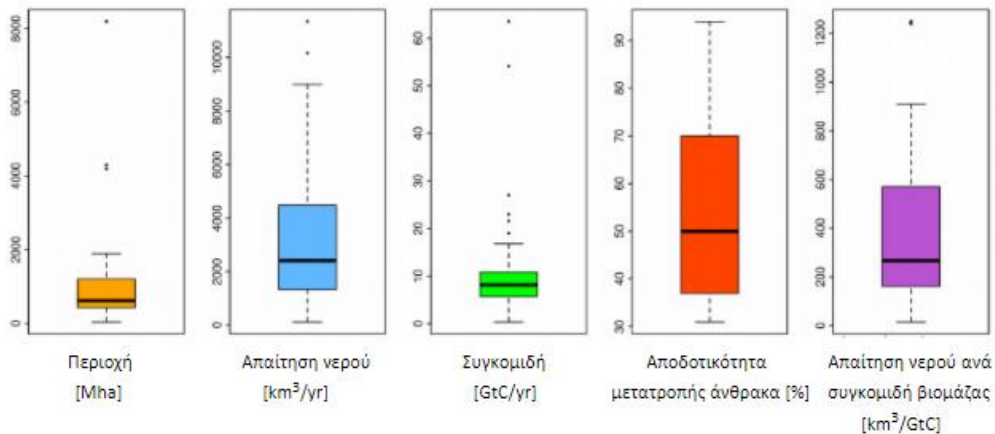 8000
6000
4000
2000
0
10000
8000
6000
4000
2000
0
60
50
40
30
20
10
0
90
80
70
60
50
40
30
1200
1000
800
600
400
200
0
Περιοχή
[Mha]
Απαίτηση νερού
[km³/yr]
Συγκομιδή
[GtC/yr]
Αποδοτικότητα
μετατροπής άνθρακα [%]
Απαίτηση νερού ανά
συγκομιδή βιομάζας
[km³/GtC]